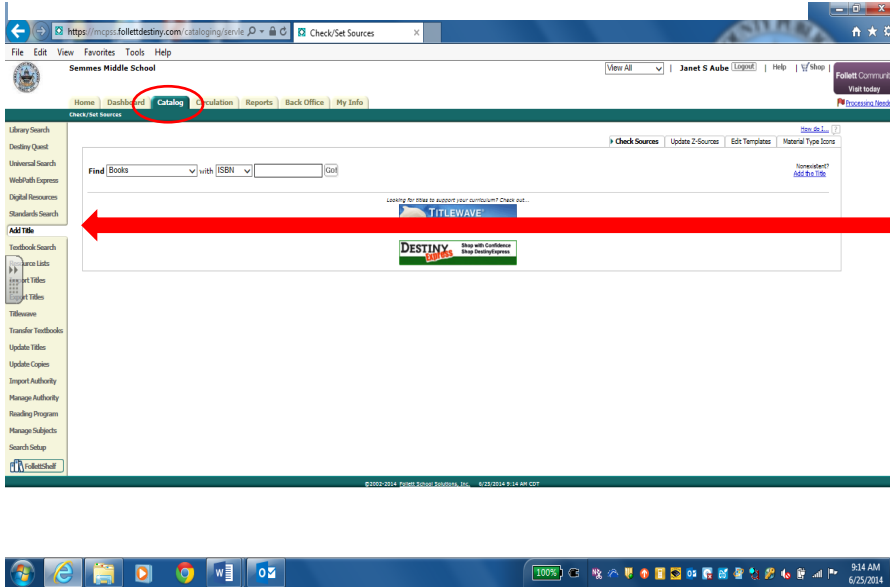 https://mcpss.follettdestiny.com/cataloging/servle
Check/Set Sources
File Edit View Favorites Tools Help
Semmes Middle School
View All | Janet S Aube Logout | Help | Shop |
Follett Communit
Visit today
Home Dashboard Catalog Circulation Reports Back Office My Info
Processing Neede
Check/Set Sources
Library Search
Destiny Quest
Universal Search
WebPath Express
Digital Resources
Standards Search
Add Title
Textbook Search
Resource Lists
Import Titles
Export Titles
Titlewave
Transfer Textbooks
Update Titles
Update Copies
Import Authority
Manage Authority
Reading Program
Manage Subjects
Search Setup
FollettShelf
How do I... ?
Check Sources Update Z-Sources Edit Templates Material Type Icons
Find Books with ISBN Go!
Nonexistent?
Add the Title
Looking for titles to support your curriculum? Check out...
TITLEWAVE
DESTINY Express Shop with Confidence
Shop DestinyExpress
©2002-2014 Follett School Solutions, Inc. 6/25/2014 9:14 AM CDT
100%
9:14 AM
6/25/2014